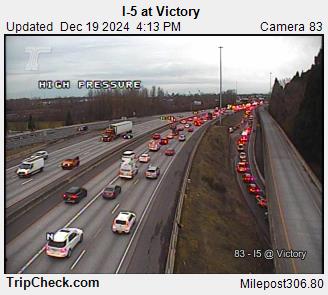 I-5 at Victory
Updated  Dec 19 2024  4:13 PM
Camera 83
HIGH PRESSURE
N
83 - I5 @ Victory
TripCheck.com
Milepost306.80